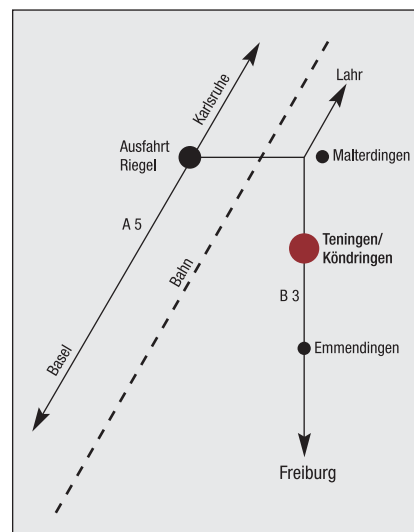 Karlsruhe
Lahr
Ausfahrt
Riegel
Malterdingen
A 5
Teningen/
Köndringen
Bahn
B 3
Basel
Emmendingen
Freiburg